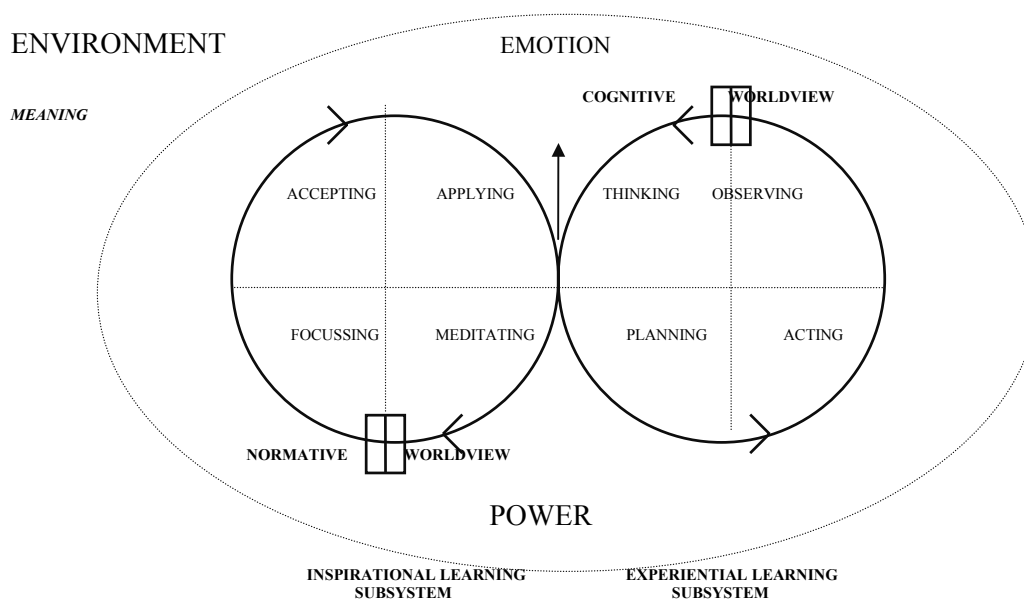 ENVIRONMENT
EMOTION
COGNITIVE WORLDVIEW
MEANING
ACCEPTING APPLYING THINKING OBSERVING
FOCUSSING MEDITATING PLANNING ACTING
NORMATIVE WORLDVIEW
POWER
INSPIRATIONAL LEARNING
SUBSYSTEM
EXPERIENTIAL LEARNING
SUBSYSTEM